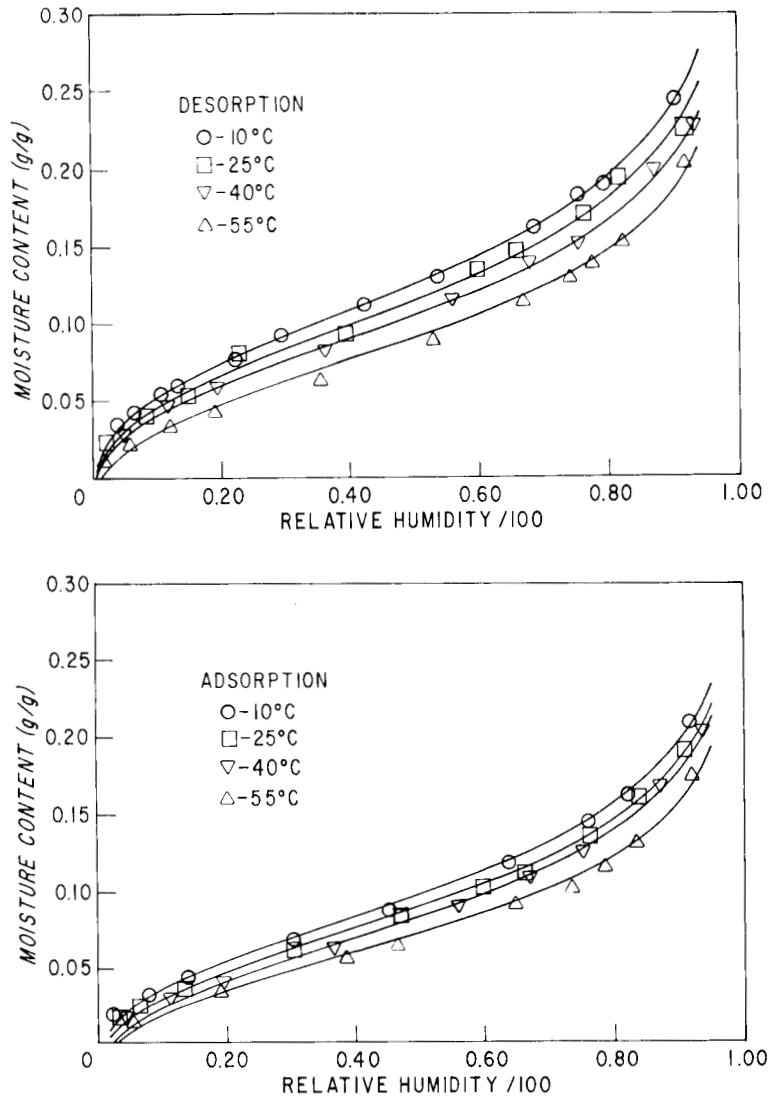 0.30
0.25
0.20
0.15
0.10
0.05
0
MOISTURE CONTENT (g/g)
DESORPTION
○-10°C
□-25°C
▽-40°C
△-55°C
0.20 0.40 0.60 0.80 1.00
RELATIVE HUMIDITY/100
0.30
0.25
0.20
0.15
0.10
0.05
0
MOISTURE CONTENT (g/g)
ADSORPTION
○-10°C
□-25°C
▽-40°C
△-55°C
0.20 0.40 0.60 0.80 1.00
RELATIVE HUMIDITY/100